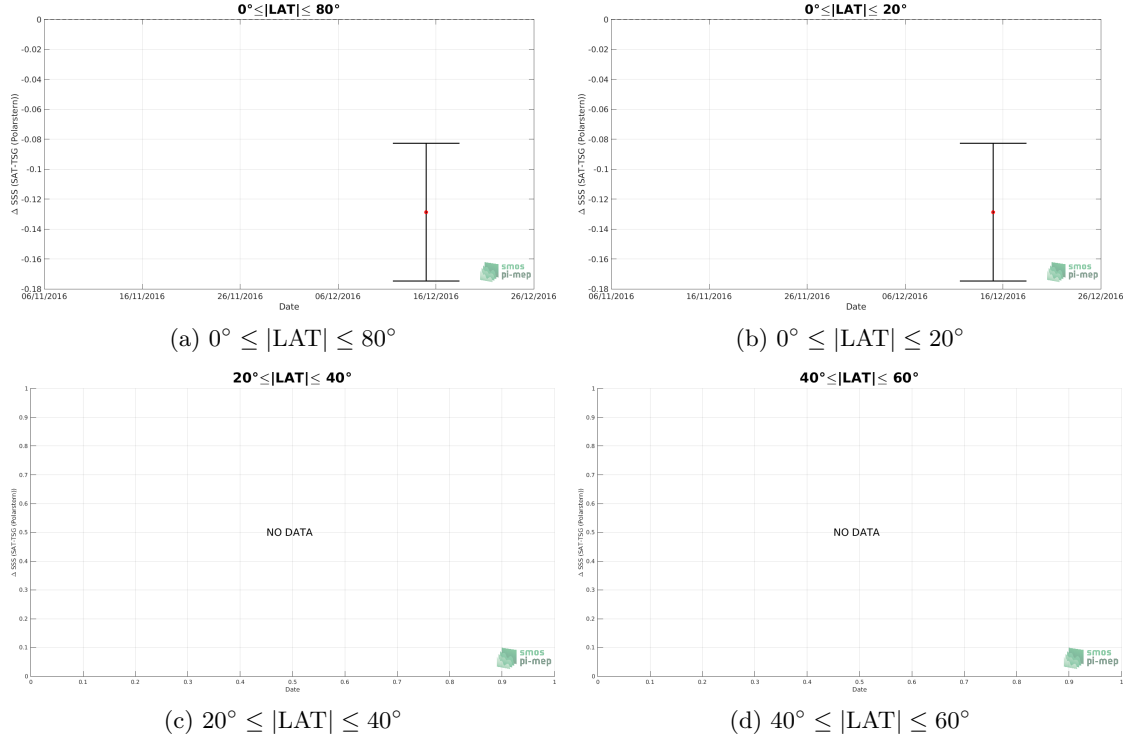 0°≤|LAT|≤ 80°
0
-0.02
-0.04
-0.06
-0.08
-0.1
-0.12
-0.14
-0.16
-0.18
Δ SSS (SAT-TSG (Polarstern))
06/11/2016 16/11/2016 26/11/2016 06/12/2016 16/12/2016 26/12/2016
Date
smos
pi-mep
(a) 0° ≤ |LAT| ≤ 80°
0°≤|LAT|≤ 20°
0
-0.02
-0.04
-0.06
-0.08
-0.1
-0.12
-0.14
-0.16
-0.18
Δ SSS (SAT-TSG (Polarstern))
06/11/2016 16/11/2016 26/11/2016 06/12/2016 16/12/2016 26/12/2016
Date
smos
pi-mep
(b) 0° ≤ |LAT| ≤ 20°
20°≤|LAT|≤ 40°
1
0.9
0.8
0.7
0.6
0.5
0.4
0.3
0.2
0.1
0
Δ SSS (SAT-TSG (Polarstern))
NO DATA
0 0.1 0.2 0.3 0.4 0.5 0.6 0.7 0.8 0.9 1
Date
smos
pi-mep
(c) 20° ≤ |LAT| ≤ 40°
40°≤|LAT|≤ 60°
1
0.9
0.8
0.7
0.6
0.5
0.4
0.3
0.2
0.1
0
Δ SSS (SAT-TSG (Polarstern))
NO DATA
0 0.1 0.2 0.3 0.4 0.5 0.6 0.7 0.8 0.9 1
Date
smos
pi-mep
(d) 40° ≤ |LAT| ≤ 60°